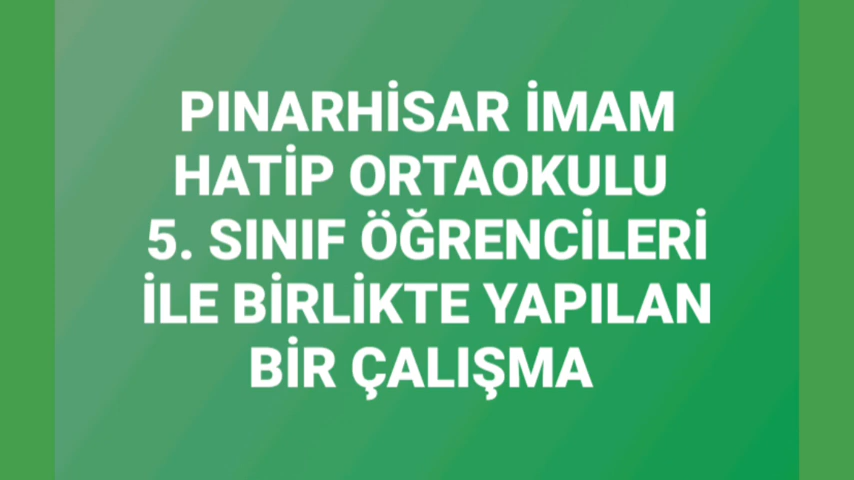 PINARHİSAR İMAM
HATİP ORTAOKULU
5. SINIF ÖĞRENCİLERİ
İLE BİRLİKTE YAPILAN
BİR ÇALIŞMA